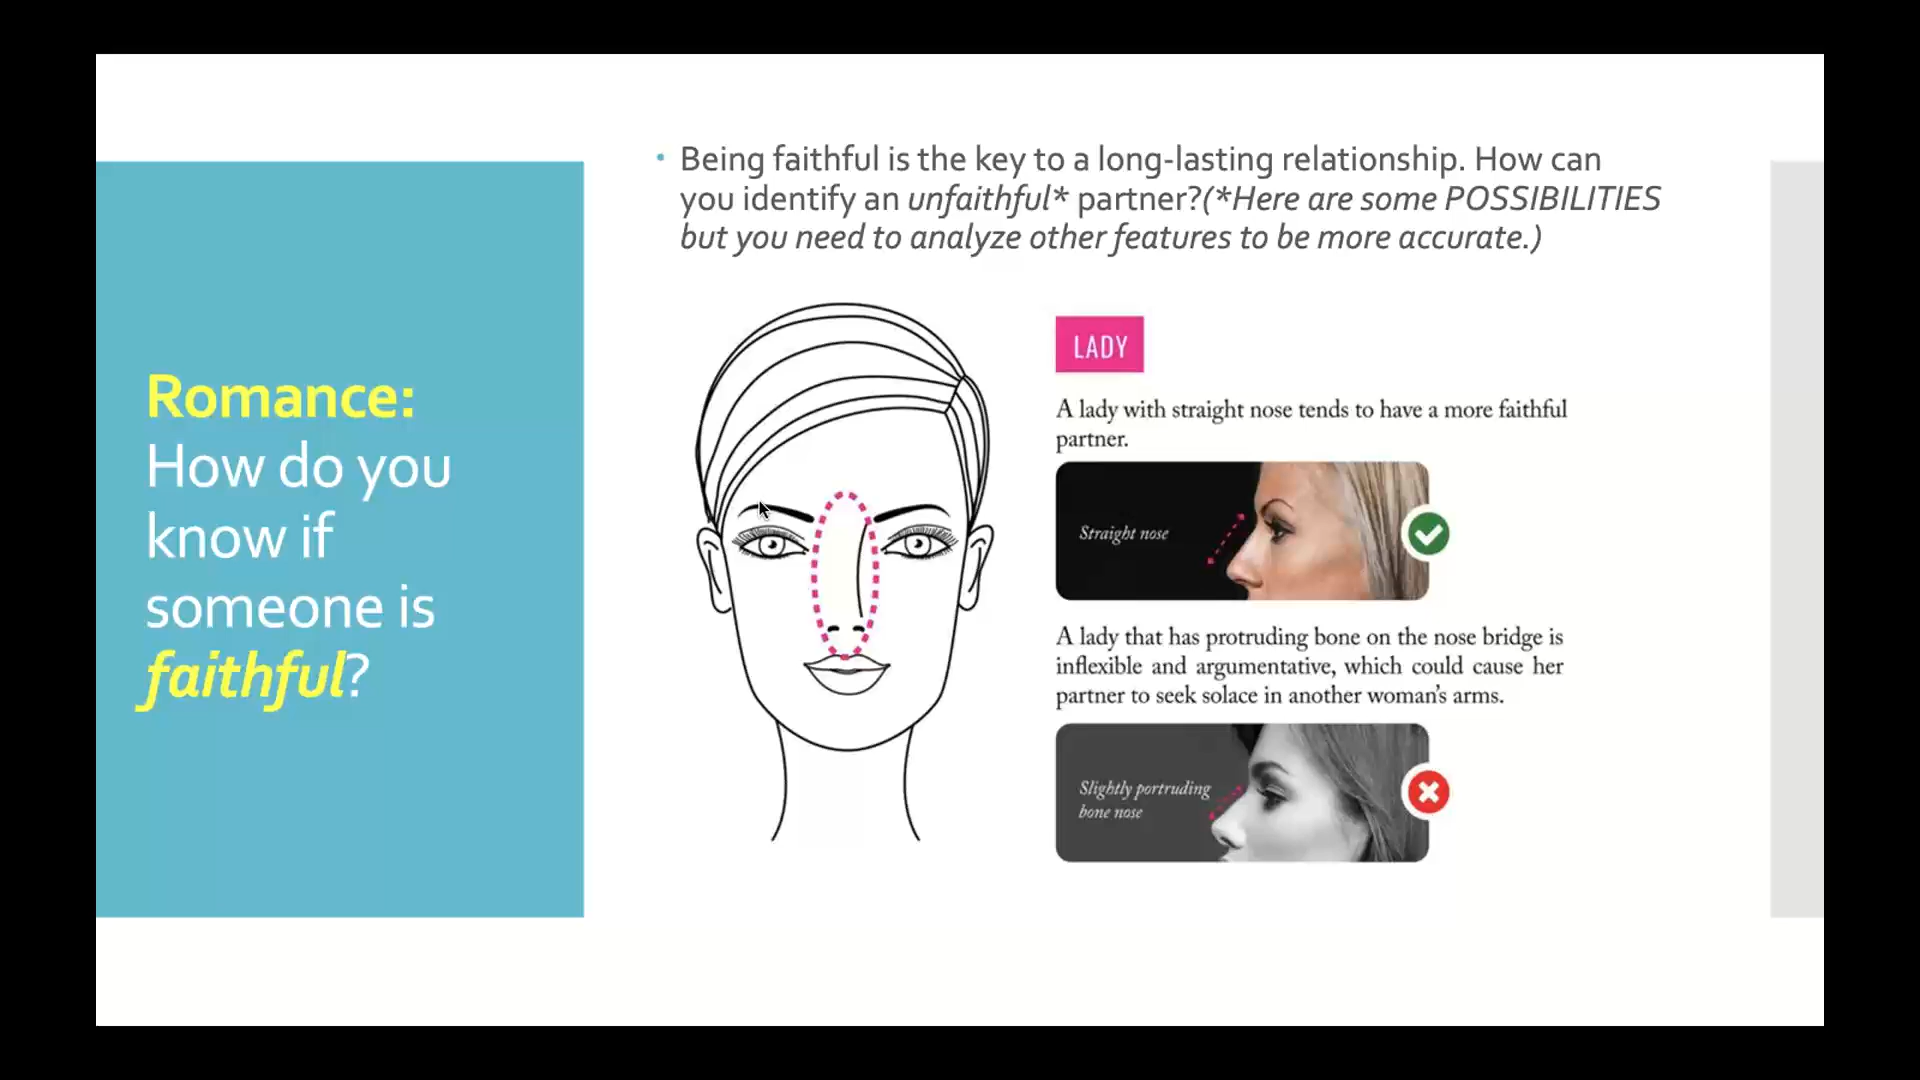 Romance:
How do you
know if
someone is
faithful?
• Being faithful is the key to a long-lasting relationship. How can
you identify an unfaithful* partner?(*Here are some POSSIBILITIES
but you need to analyze other features to be more accurate.)
LADY
A lady with straight nose tends to have a more faithful
partner.
Straight nose
A lady that has protruding bone on the nose bridge is
inflexible and argumentative, which could cause her
partner to seek solace in another woman's arms.
Slightly portruding
bone nose